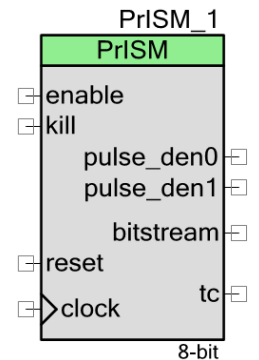 PrISM_1
PrISM
enable
kill
pulse_den0
pulse_den1
bitstream
reset
tc
clock
8-bit